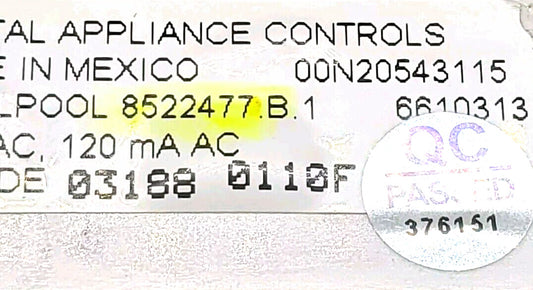 TAL APPLIANCE CONTROLS
E IN MEXICO 00N20543115
LPOOL 8522477.B.1 6610313
AC, 120 mA AC
DE 03188 0110F
QC
PASSED
376151